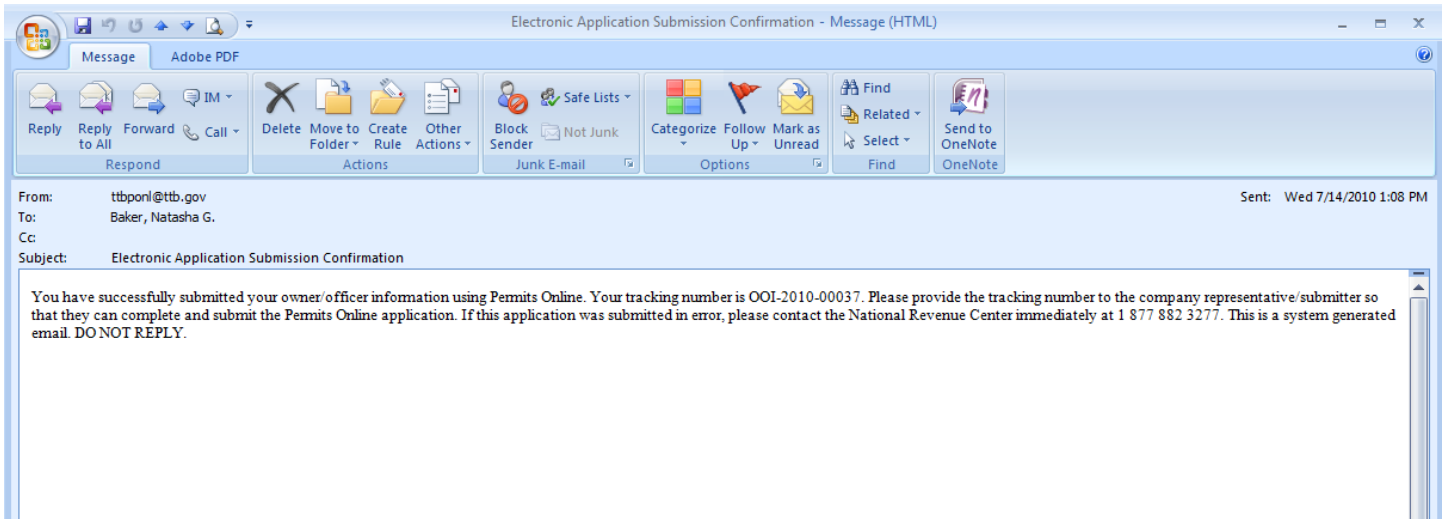 Electronic Application Submission Confirmation - Message (HTML)
Message Adobe PDF
Reply
Reply to All
Forward
IM
Call
Respond
Delete
Move to Folder
Create Rule
Other Actions
Actions
Block Sender
Safe Lists
Not Junk
Junk E-mail
Categorize
Follow Up
Mark as Unread
Options
Find
Related
Select
Find
Send to OneNote
OneNote
From: ttbponl@ttb.gov Sent: Wed 7/14/2010 1:08 PM
To: Baker, Natasha G.
Cc:
Subject: Electronic Application Submission Confirmation
You have successfully submitted your owner/officer information using Permits Online. Your tracking number is OOI-2010-00037. Please provide the tracking number to the company representative/submitter so
that they can complete and submit the Permits Online application. If this application was submitted in error, please contact the National Revenue Center immediately at 1 877 882 3277. This is a system generated
email. DO NOT REPLY.